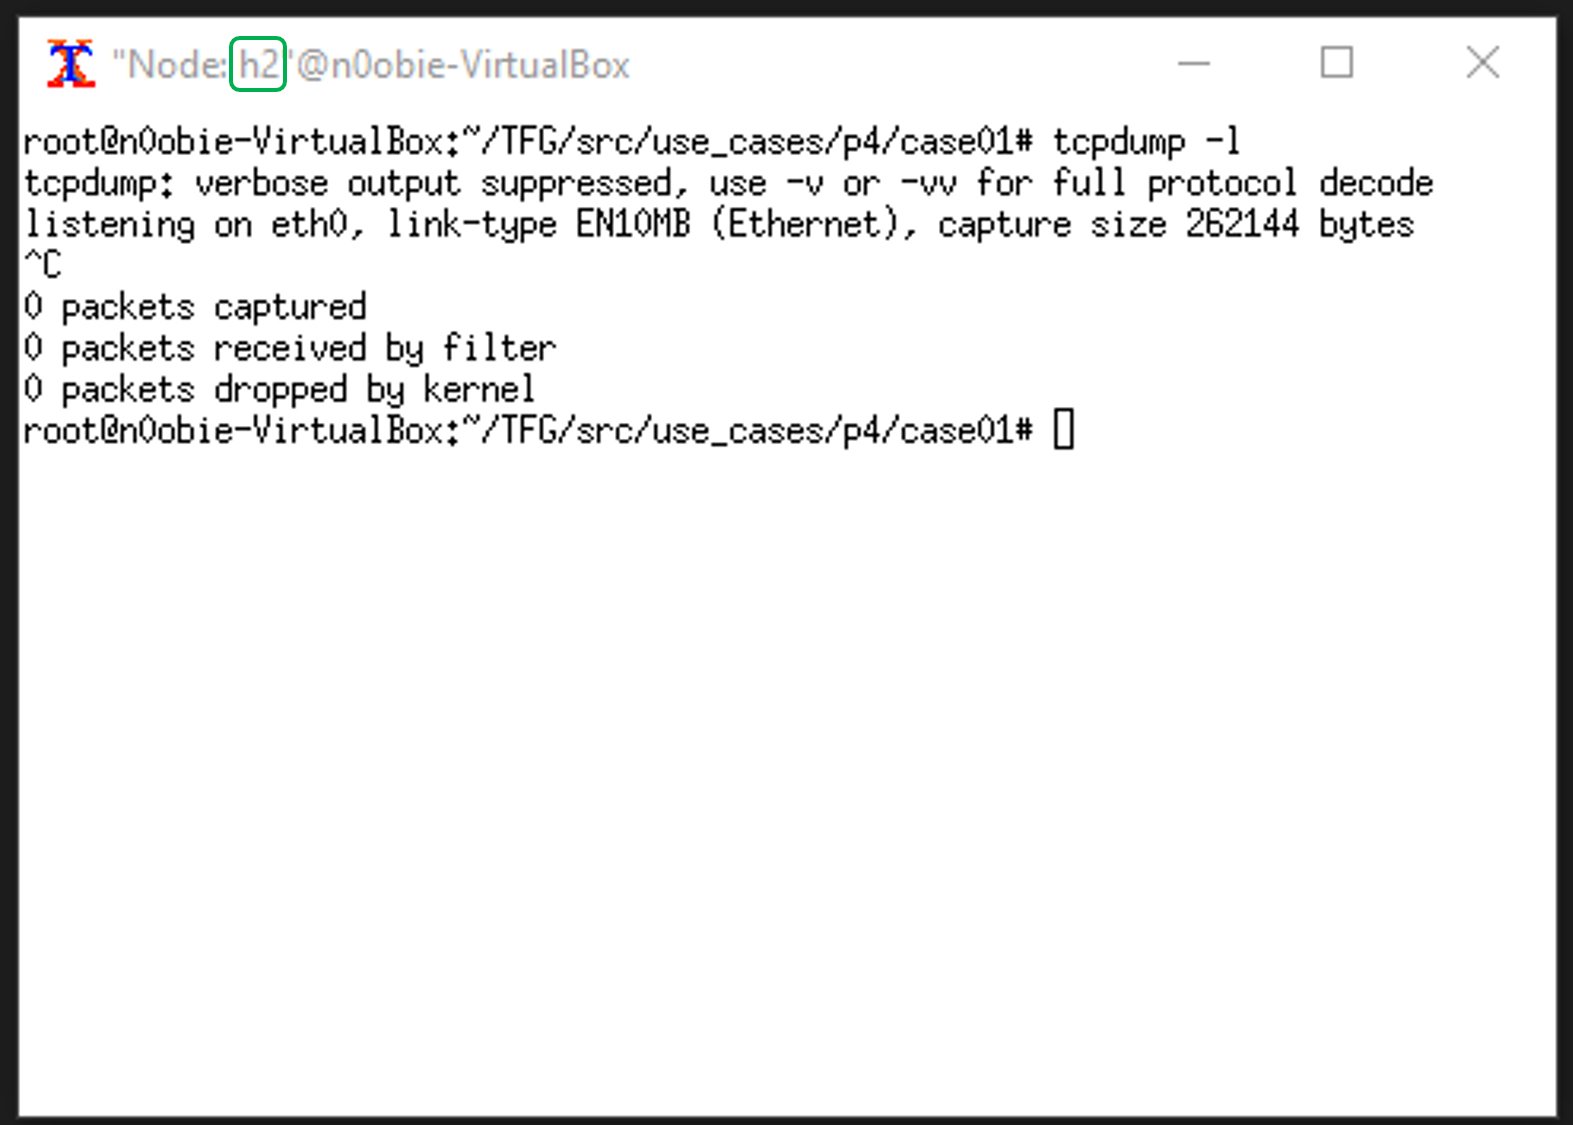 "Node: h2"@n0obie-VirtualBox
root@n0obie-VirtualBox:~/TFG/src/use_cases/p4/case01# tcpdump -l
tcpdump: verbose output suppressed, use -v or -vv for full protocol decode
listening on eth0, link-type EN10MB (Ethernet), capture size 262144 bytes
^C
0 packets captured
0 packets received by filter
0 packets dropped by kernel
root@n0obie-VirtualBox:~/TFG/src/use_cases/p4/case01#